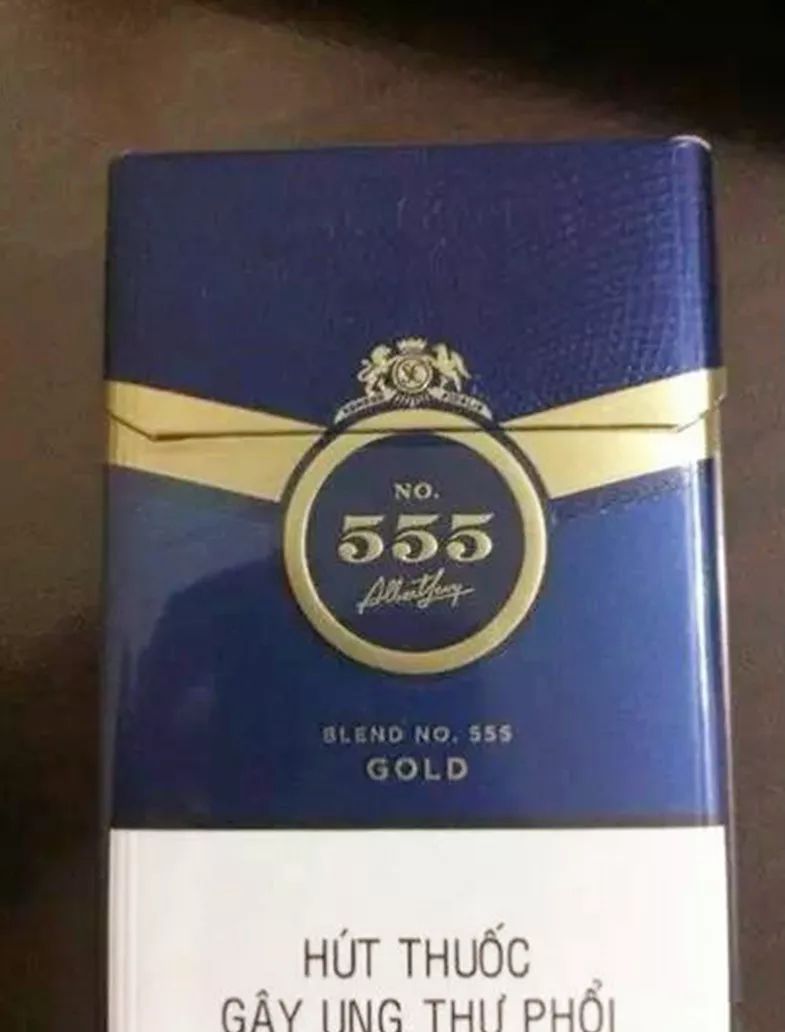 NO.
555
BLEND NO. 555
GOLD
HÚT THUỐC
GÂY UNG THƯ PHỔI